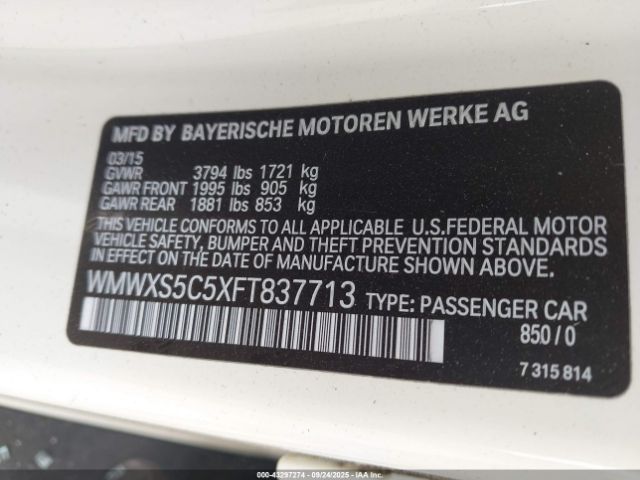 MFD BY BAYERISCHE MOTOREN WERKE AG
03/15
GVWR 3794 lbs 1721 kg
GAWR FRONT 1995 lbs 905 kg
GAWR REAR 1881 lbs 853 kg
THIS VEHICLE CONFORMS TO ALL APPLICABLE U.S.FEDERAL MOTOR
VEHICLE SAFETY, BUMPER AND THEFT PREVENTION STANDARDS
IN EFFECT ON THE DATE OF MANUFACTURE SHOWN ABOVE.
WMWXS5C5XFT837713 TYPE: PASSENGER CAR
850/0
7 315 814
000-43297274 | 09/24/2025 - IAAI.COM